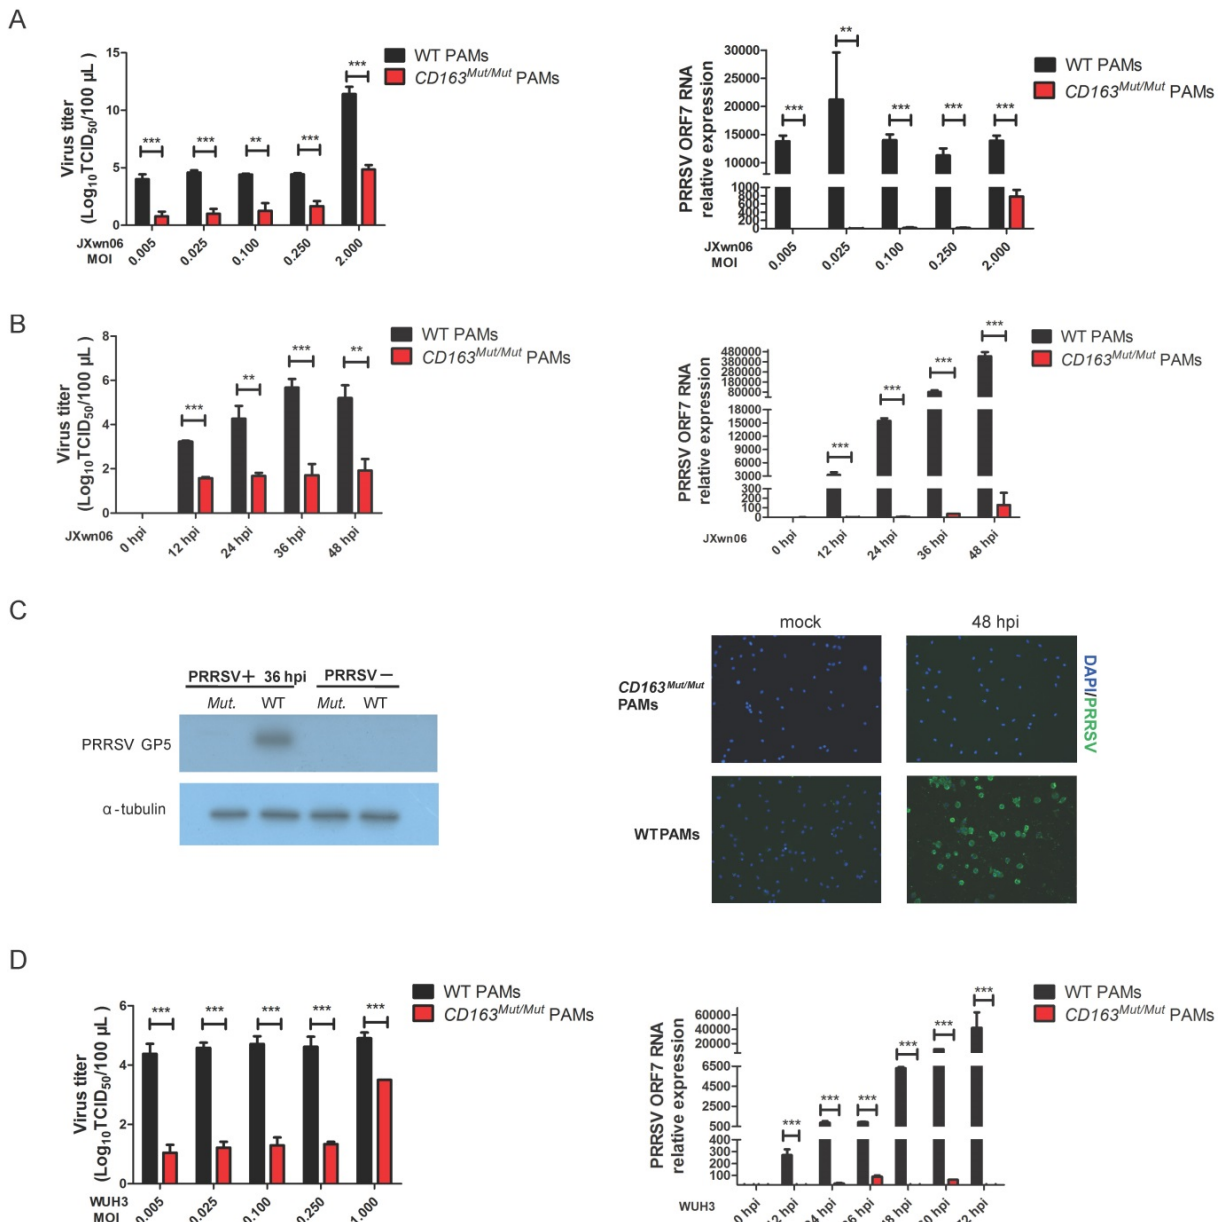 A
Virus titer
(Log10TCID50/100 µL )
15
10
5
0
*** *** ** *** ***
WT PAMs
CD163Mut/Mut PAMs
JXwn06
MOI
0.005 0.025 0.100 0.250 2.000
PRRSV ORF7 RNA
relative expression
30000
25000
20000
15000
10000
1000
800
600
400
200
0
*** ** *** *** ***
WT PAMs
CD163Mut/Mut PAMs
JXwn06
MOI
0.005 0.025 0.100 0.250 2.000
B
Virus titer
(Log10TCID50/100 µL )
8
6
4
2
0
*** ** *** **
WT PAMs
CD163Mut/Mut PAMs
JXwn06
0 hpi 12 hpi 24 hpi 36 hpi 48 hpi
PRRSV ORF7 RNA
relative expression
480000
380000
280000
180000
80000
18000
15000
12000
9000
6000
3000
300
200
100
0
*** *** *** ***
WT PAMs
CD163Mut/Mut PAMs
JXwn06
0 hpi 12 hpi 24 hpi 36 hpi 48 hpi
C
PRRSV+ 36 hpi PRRSV−
Mut. WT Mut. WT
PRRSV GP5
α-tubulin
mock 48 hpi
CD163Mut/Mut
PAMs
WT PAMs
DAPI/PRRSV
D
Virus titer
(Log10TCID50/100 µL )
6
4
2
0
*** *** *** *** ***
WT PAMs
CD163Mut/Mut PAMs
WUH3
MOI
0.005 0.025 0.100 0.250 1.000
PRRSV ORF7 RNA
relative expression
60000
40000
20000
6500
4500
2500
500
400
300
200
100
*** *** *** *** *** ***
WT PAMs
CD163Mut/Mut PAMs
WUH3
0 hpi